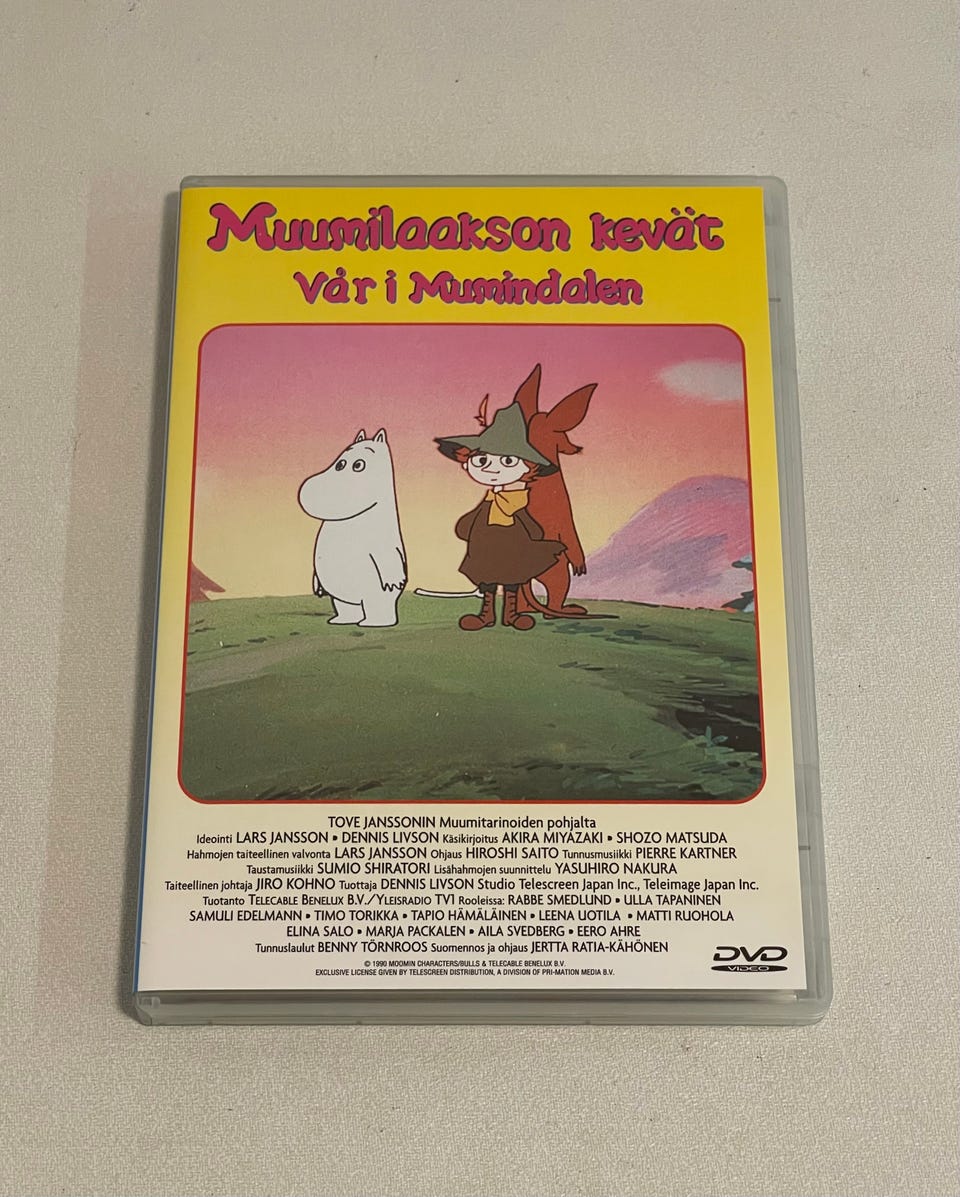 Muumilaakson kevät
Vår i Mumindalen
TOVE JANSSONIN Muumitarinoiden pohjalta
Ideointi LARS JANSSON • DENNIS LIVSON Käsikirjoitus AKIRA MIYAZAKI • SHOZO MATSUDA
Hahmojen taiteellinen valvonta LARS JANSSON Ohjaus HIROSHI SAITO Tunnusmusiikki PIERRE KARTNER
Taustamusiikki SUMIO SHIRATORI Lisähahmojen suunnittelu YASUHIRO NAKURA
Taiteellinen johtaja JIRO KOHNO Tuottaja DENNIS LIVSON Studio Telescreen Japan Inc., Teleimage Japan Inc.
Tuotanto TELECABLE BENELUX B.V./YLEISRADIO TV1 Rooleissa: RABBE SMEDLUND • ULLA TAPANINEN
SAMULI EDELMANN • TIMO TORIKKA • TAPIO HÄMÄLÄINEN • LEENA UOTILA • MATTI RUOHOLA
ELINA SALO • MARJA PACKALEN • AILA SVEDBERG • EERO AHRE
Tunnuslaulut BENNY TÖRNROOS Suomennos ja ohjaus JERTTA RATIA-KÄHÖNEN
© 1990 MOOMIN CHARACTERS/BULLS & TELECABLE BENELUX B.V.
EXCLUSIVE LICENSE GIVEN BY TELESCREEN DISTRIBUTION, A DIVISION OF PRI-MATION MEDIA B.V.
DVD
VIDEO